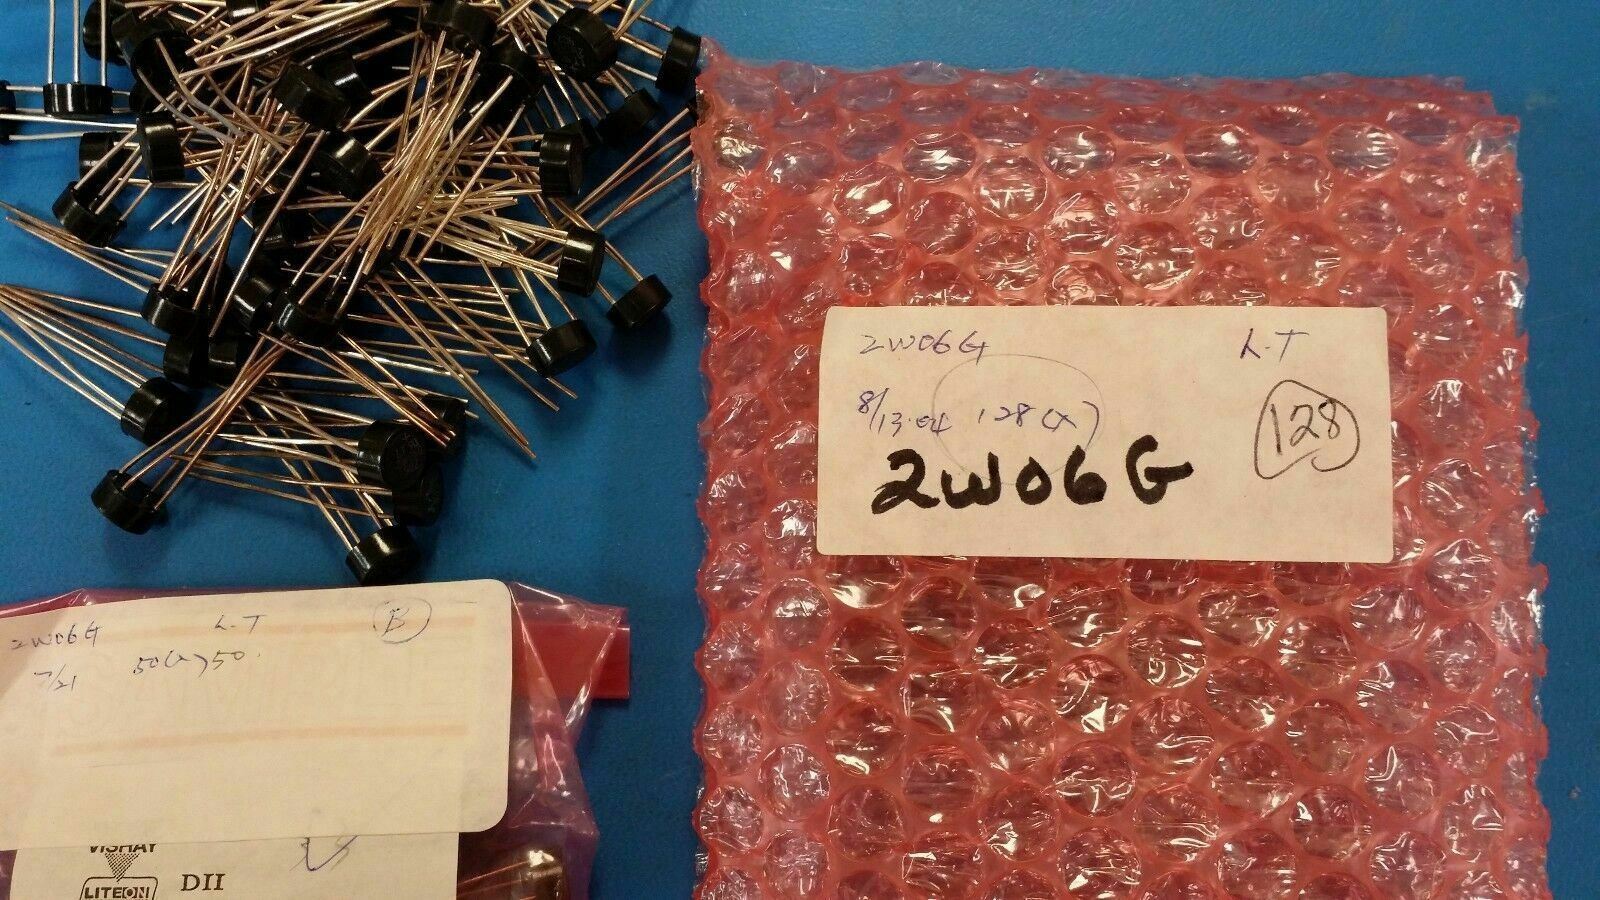 2W06G L.T
8/13.04 128(x) 128
2W06G
2W06G L.T B
7/21 50(x)50.
VISHAY
LITEON DII